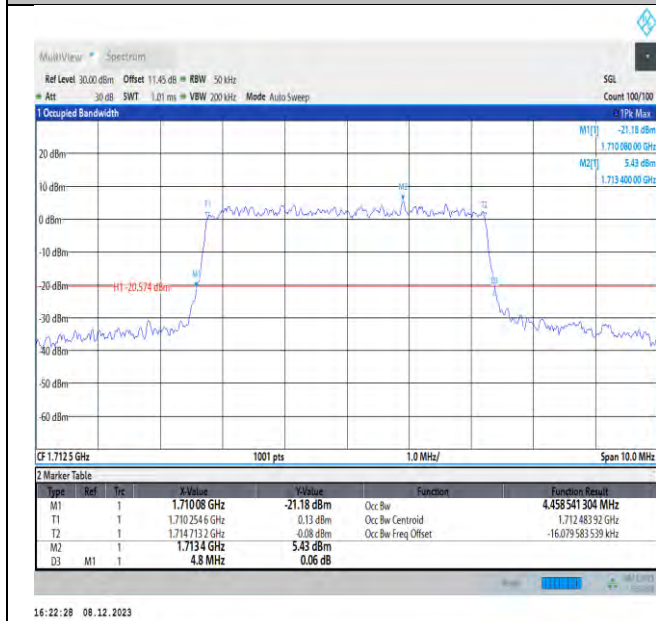 MultiView Spectrum
Ref Level 30.00 dBm Offset 11.45 dB RBW 50 kHz SGL
Att 30 dB SWT 1.01 ms VBW 200 kHz Mode Auto Sweep Count 100/100
1 Occupied Bandwidth 1Pk Max
M1[1] -21.18 dBm
1.710 080 00 GHz
M2[1] 5.43 dBm
1.713 400 00 GHz
20 dBm
10 dBm
M2
T1 T2
0 dBm
-10 dBm
M1 D3
-20 dBm H1 -20.574 dBm
-30 dBm
-40 dBm
-50 dBm
-60 dBm
CF 1.712 5 GHz 1001 pts 1.0 MHz/ Span 10.0 MHz
2 Marker Table
Type Ref Trc X-Value Y-Value Function Function Result
M1 1 1.710 08 GHz -21.18 dBm Occ Bw 4.458 541 304 MHz
T1 1 1.710 254 6 GHz 0.13 dBm Occ Bw Centroid 1.712 483 92 GHz
T2 1 1.714 713 2 GHz -0.08 dBm Occ Bw Freq Offset -16.079 583 539 kHz
M2 1 1.713 4 GHz 5.43 dBm
D3 M1 1 4.8 MHz 0.06 dB
16:22:28 08.12.2023